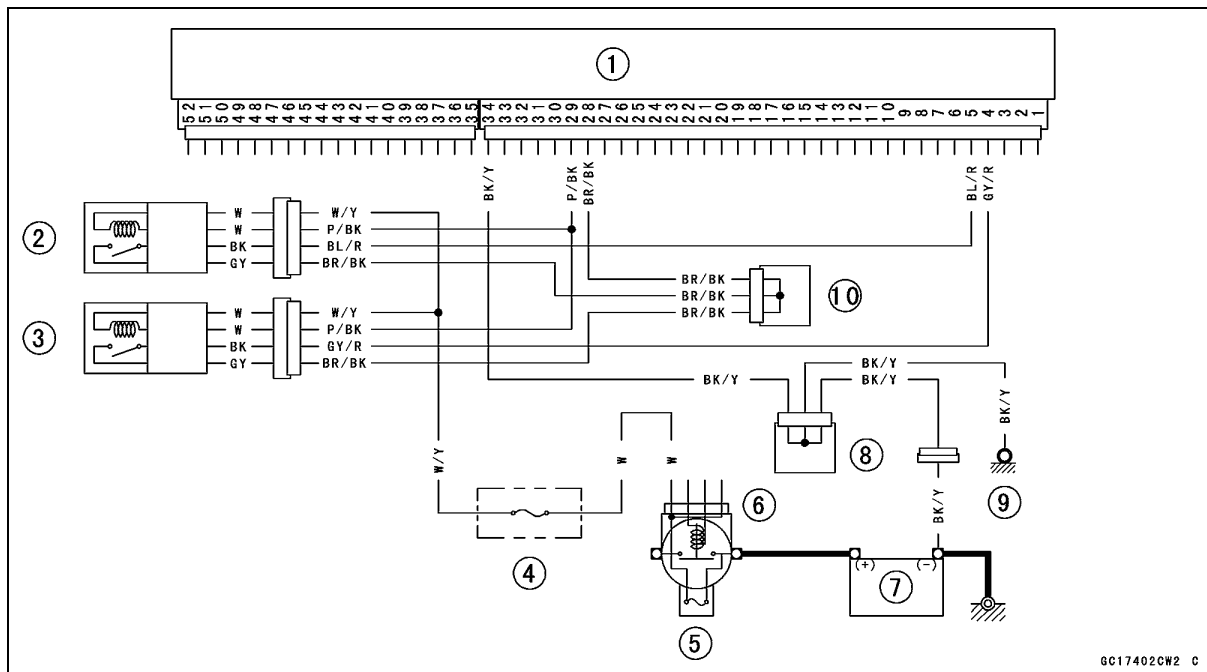 1
52 51 50 49 48 47 46 45 44 43 42 41 40 39 38 37 36 35 34 33 32 31 30 29 28 27 26 25 24 23 22 21 20 19 18 17 16 15 14 13 12 11 10 9 8 7 6 5 4 3 2 1
BK/Y P/BK BR/BK BL/R GY/R
2
W W/Y
W P/BK
BK BL/R
GY BR/BK
BR/BK
BR/BK
BR/BK
10
3
W W/Y
W P/BK
BK GY/R
GY BR/BK
BK/Y
BK/Y
BK/Y
BK/Y
W/Y
W
W
8
BK/Y
9
6
4
(+) (-)
7
5
GC17402CW2 C